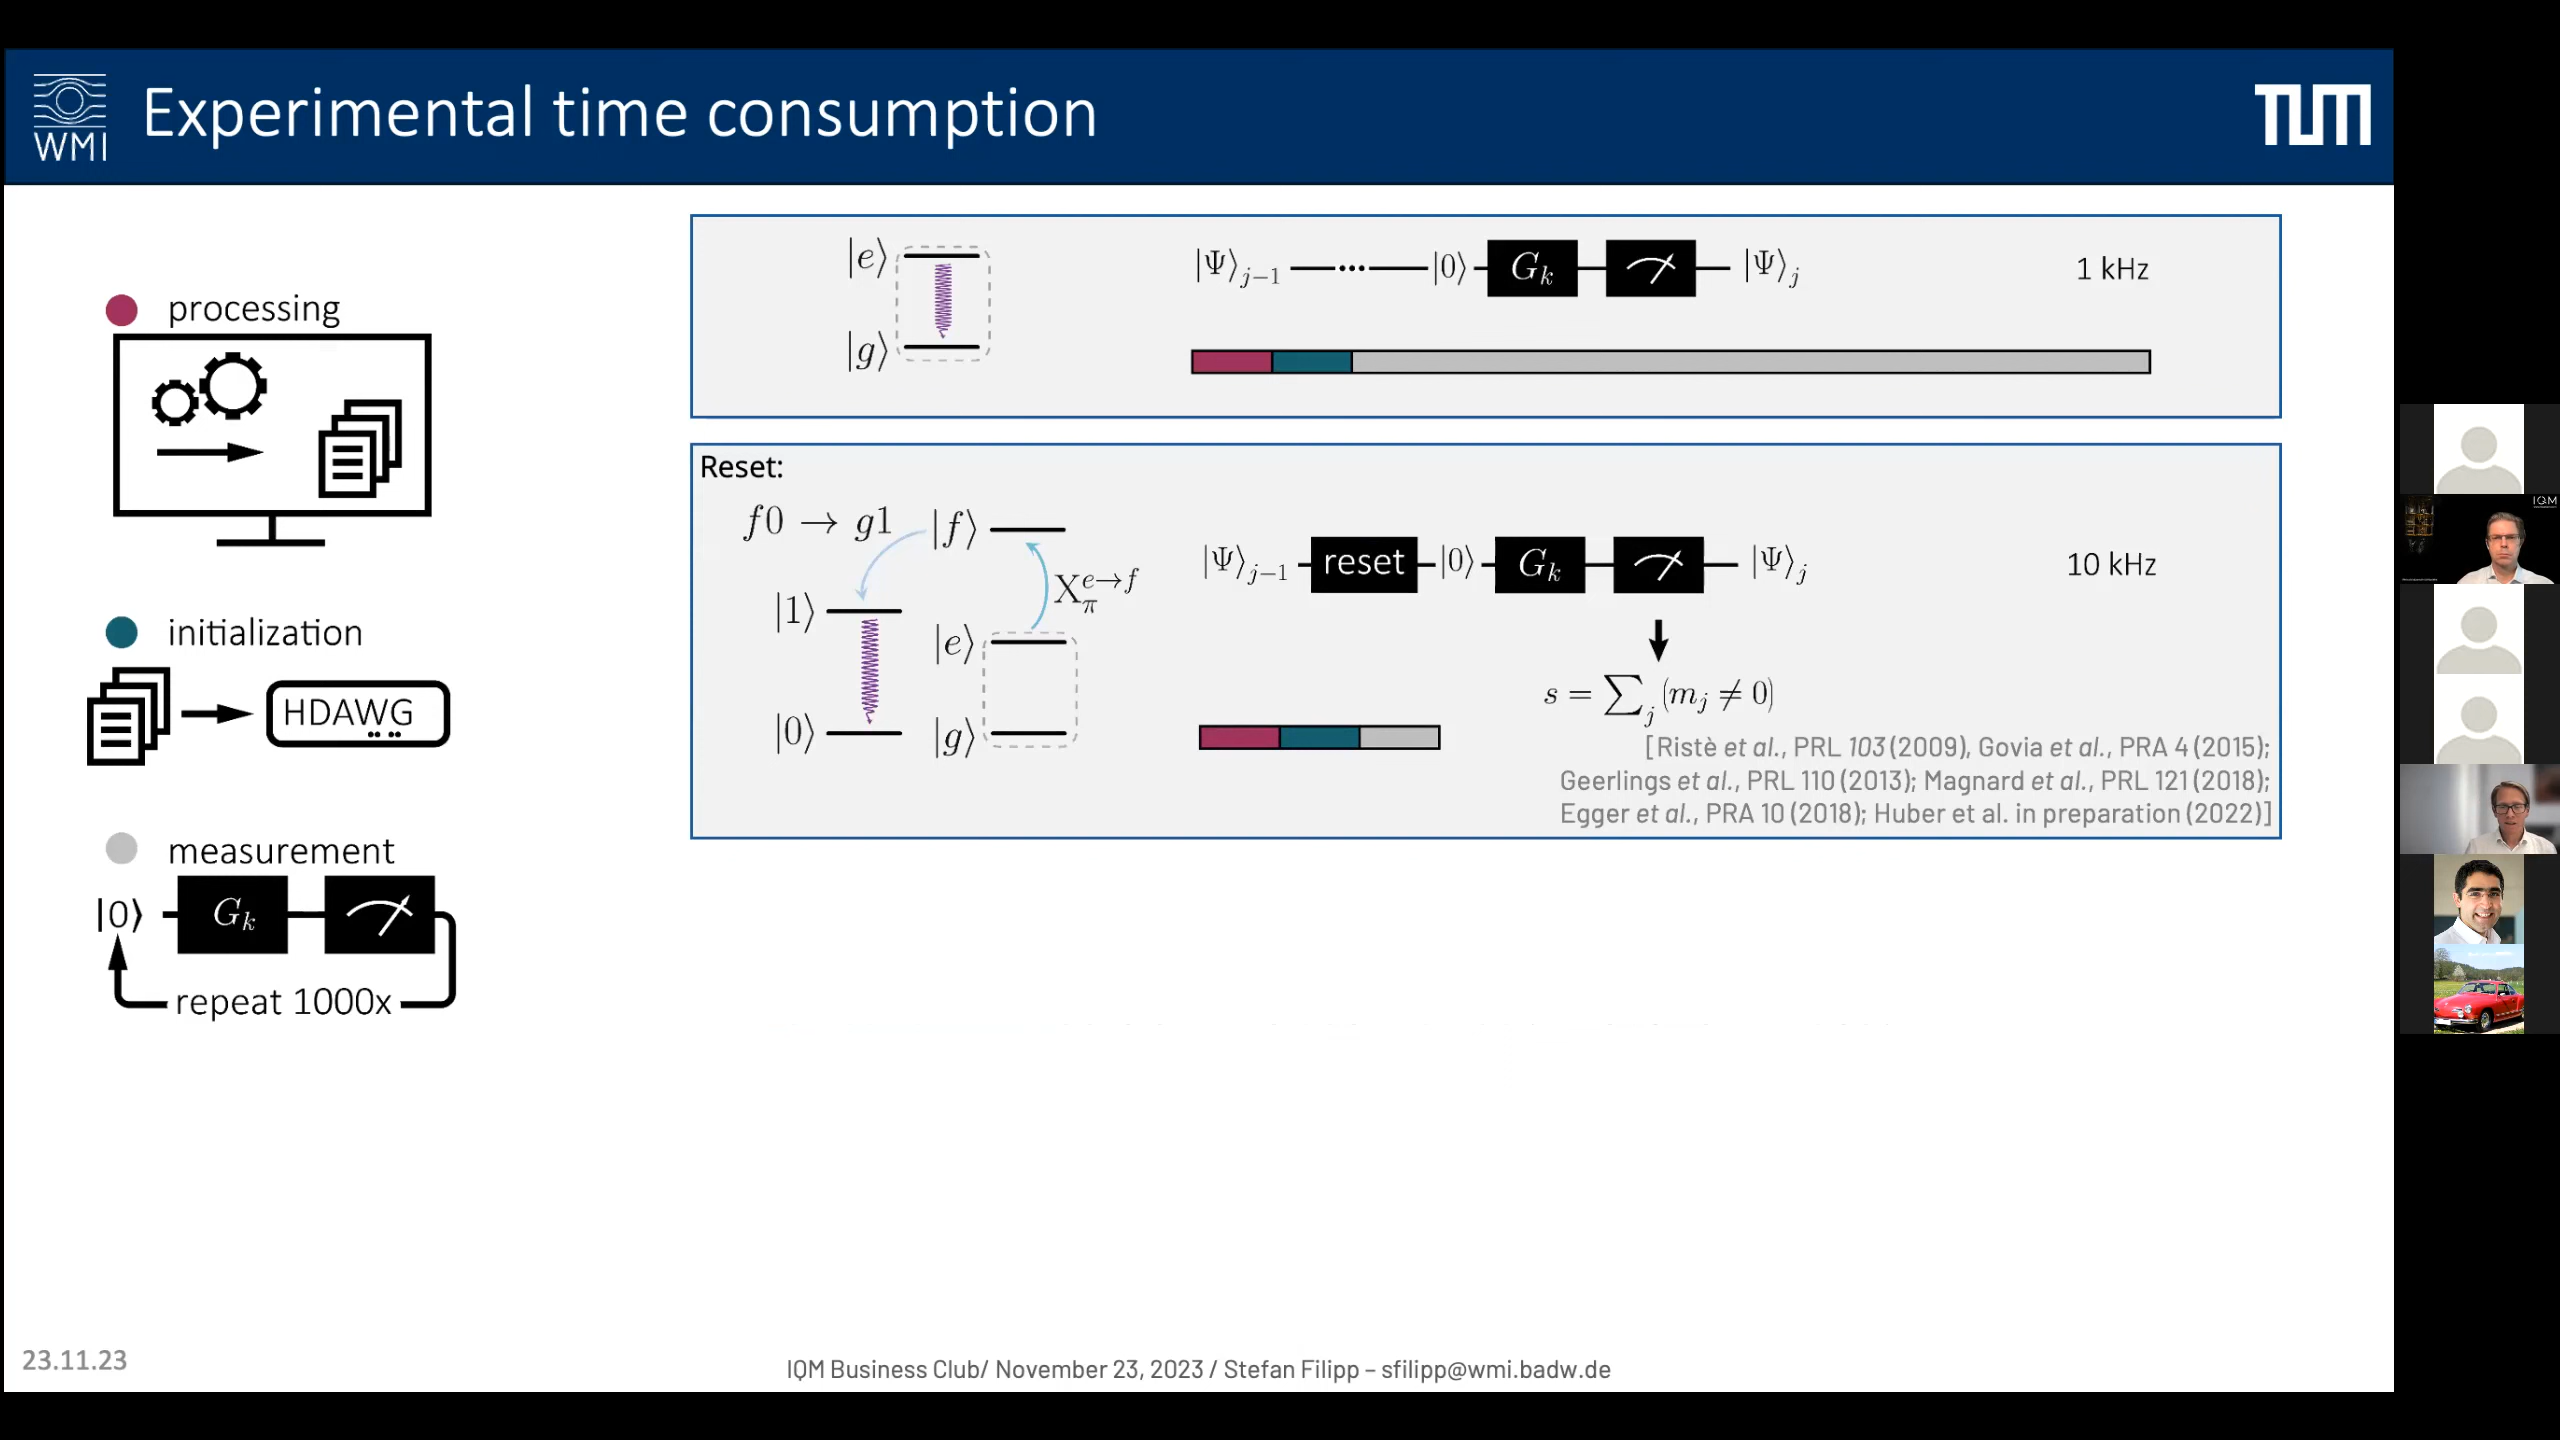 WMI
Experimental time consumption
TUM
processing
initialization
HDAWG
measurement
|0⟩ G_k
repeat 1000x
|e⟩
|g⟩
|Ψ⟩_{j−1} ... |0⟩ G_k |Ψ⟩_j 1 kHz
Reset:
f0 → g1 |f⟩
X_π^{e→f}
|1⟩
|e⟩
|0⟩ |g⟩
|Ψ⟩_{j−1} reset |0⟩ G_k |Ψ⟩_j 10 kHz
s = ∑_j (m_j ≠ 0)
[Ristè et al., PRL 103 (2009), Govia et al., PRA 4 (2015);
Geerlings et al., PRL 110 (2013); Magnard et al., PRL 121 (2018);
Egger et al., PRA 10 (2018); Huber et al. in preparation (2022)]
23.11.23
IQM Business Club/ November 23, 2023 / Stefan Filipp – sfilipp@wmi.badw.de
IQM